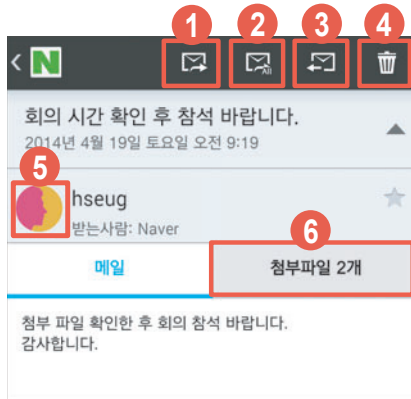 1 2 3 4
< N All
회의 시간 확인 후 참석 바랍니다.
2014년 4월 19일 토요일 오전 9:19
5
hseug
받는사람: Naver
6
메일 첨부파일 2개
첨부 파일 확인한 후 회의 참석 바랍니다.
감사합니다.